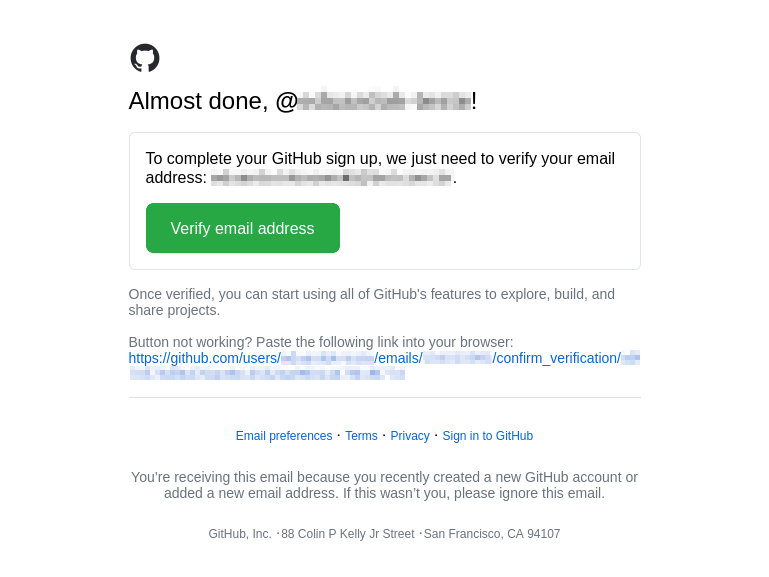 Almost done, @!
To complete your GitHub sign up, we just need to verify your email
address: .
Verify email address
Once verified, you can start using all of GitHub's features to explore, build, and
share projects.
Button not working? Paste the following link into your browser:
https://github.com/users//emails//confirm_verification/
Email preferences · Terms · Privacy · Sign in to GitHub
You’re receiving this email because you recently created a new GitHub account or
added a new email address. If this wasn’t you, please ignore this email.
GitHub, Inc. ·88 Colin P Kelly Jr Street ·San Francisco, CA 94107